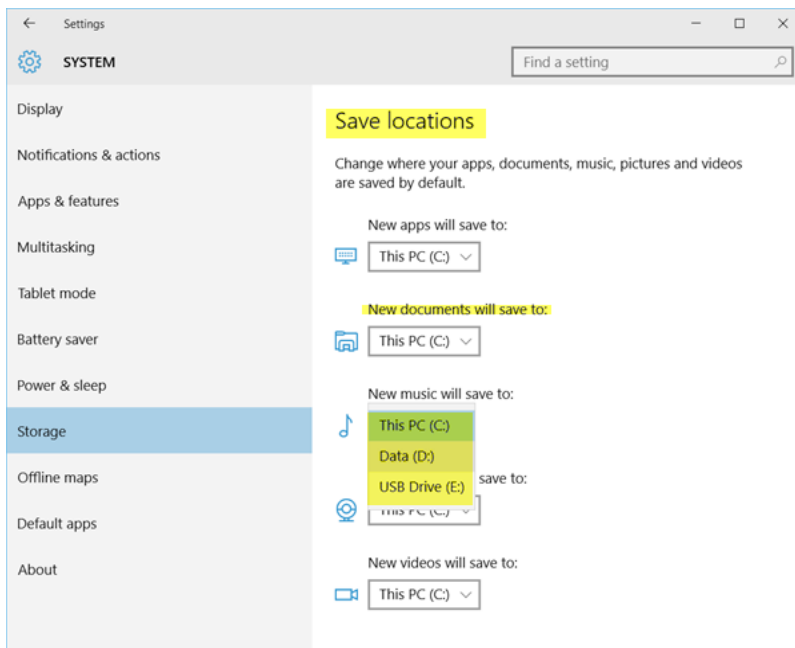 Settings
SYSTEM
Find a setting
Display
Notifications & actions
Apps & features
Multitasking
Tablet mode
Battery saver
Power & sleep
Storage
Offline maps
Default apps
About
Save locations
Change where your apps, documents, music, pictures and videos
are saved by default.
New apps will save to:
This PC (C:)
New documents will save to:
This PC (C:)
New music will save to:
This PC (C:)
Data (D:)
USB Drive (E:)
save to:
This PC (C:)
New videos will save to:
This PC (C:)